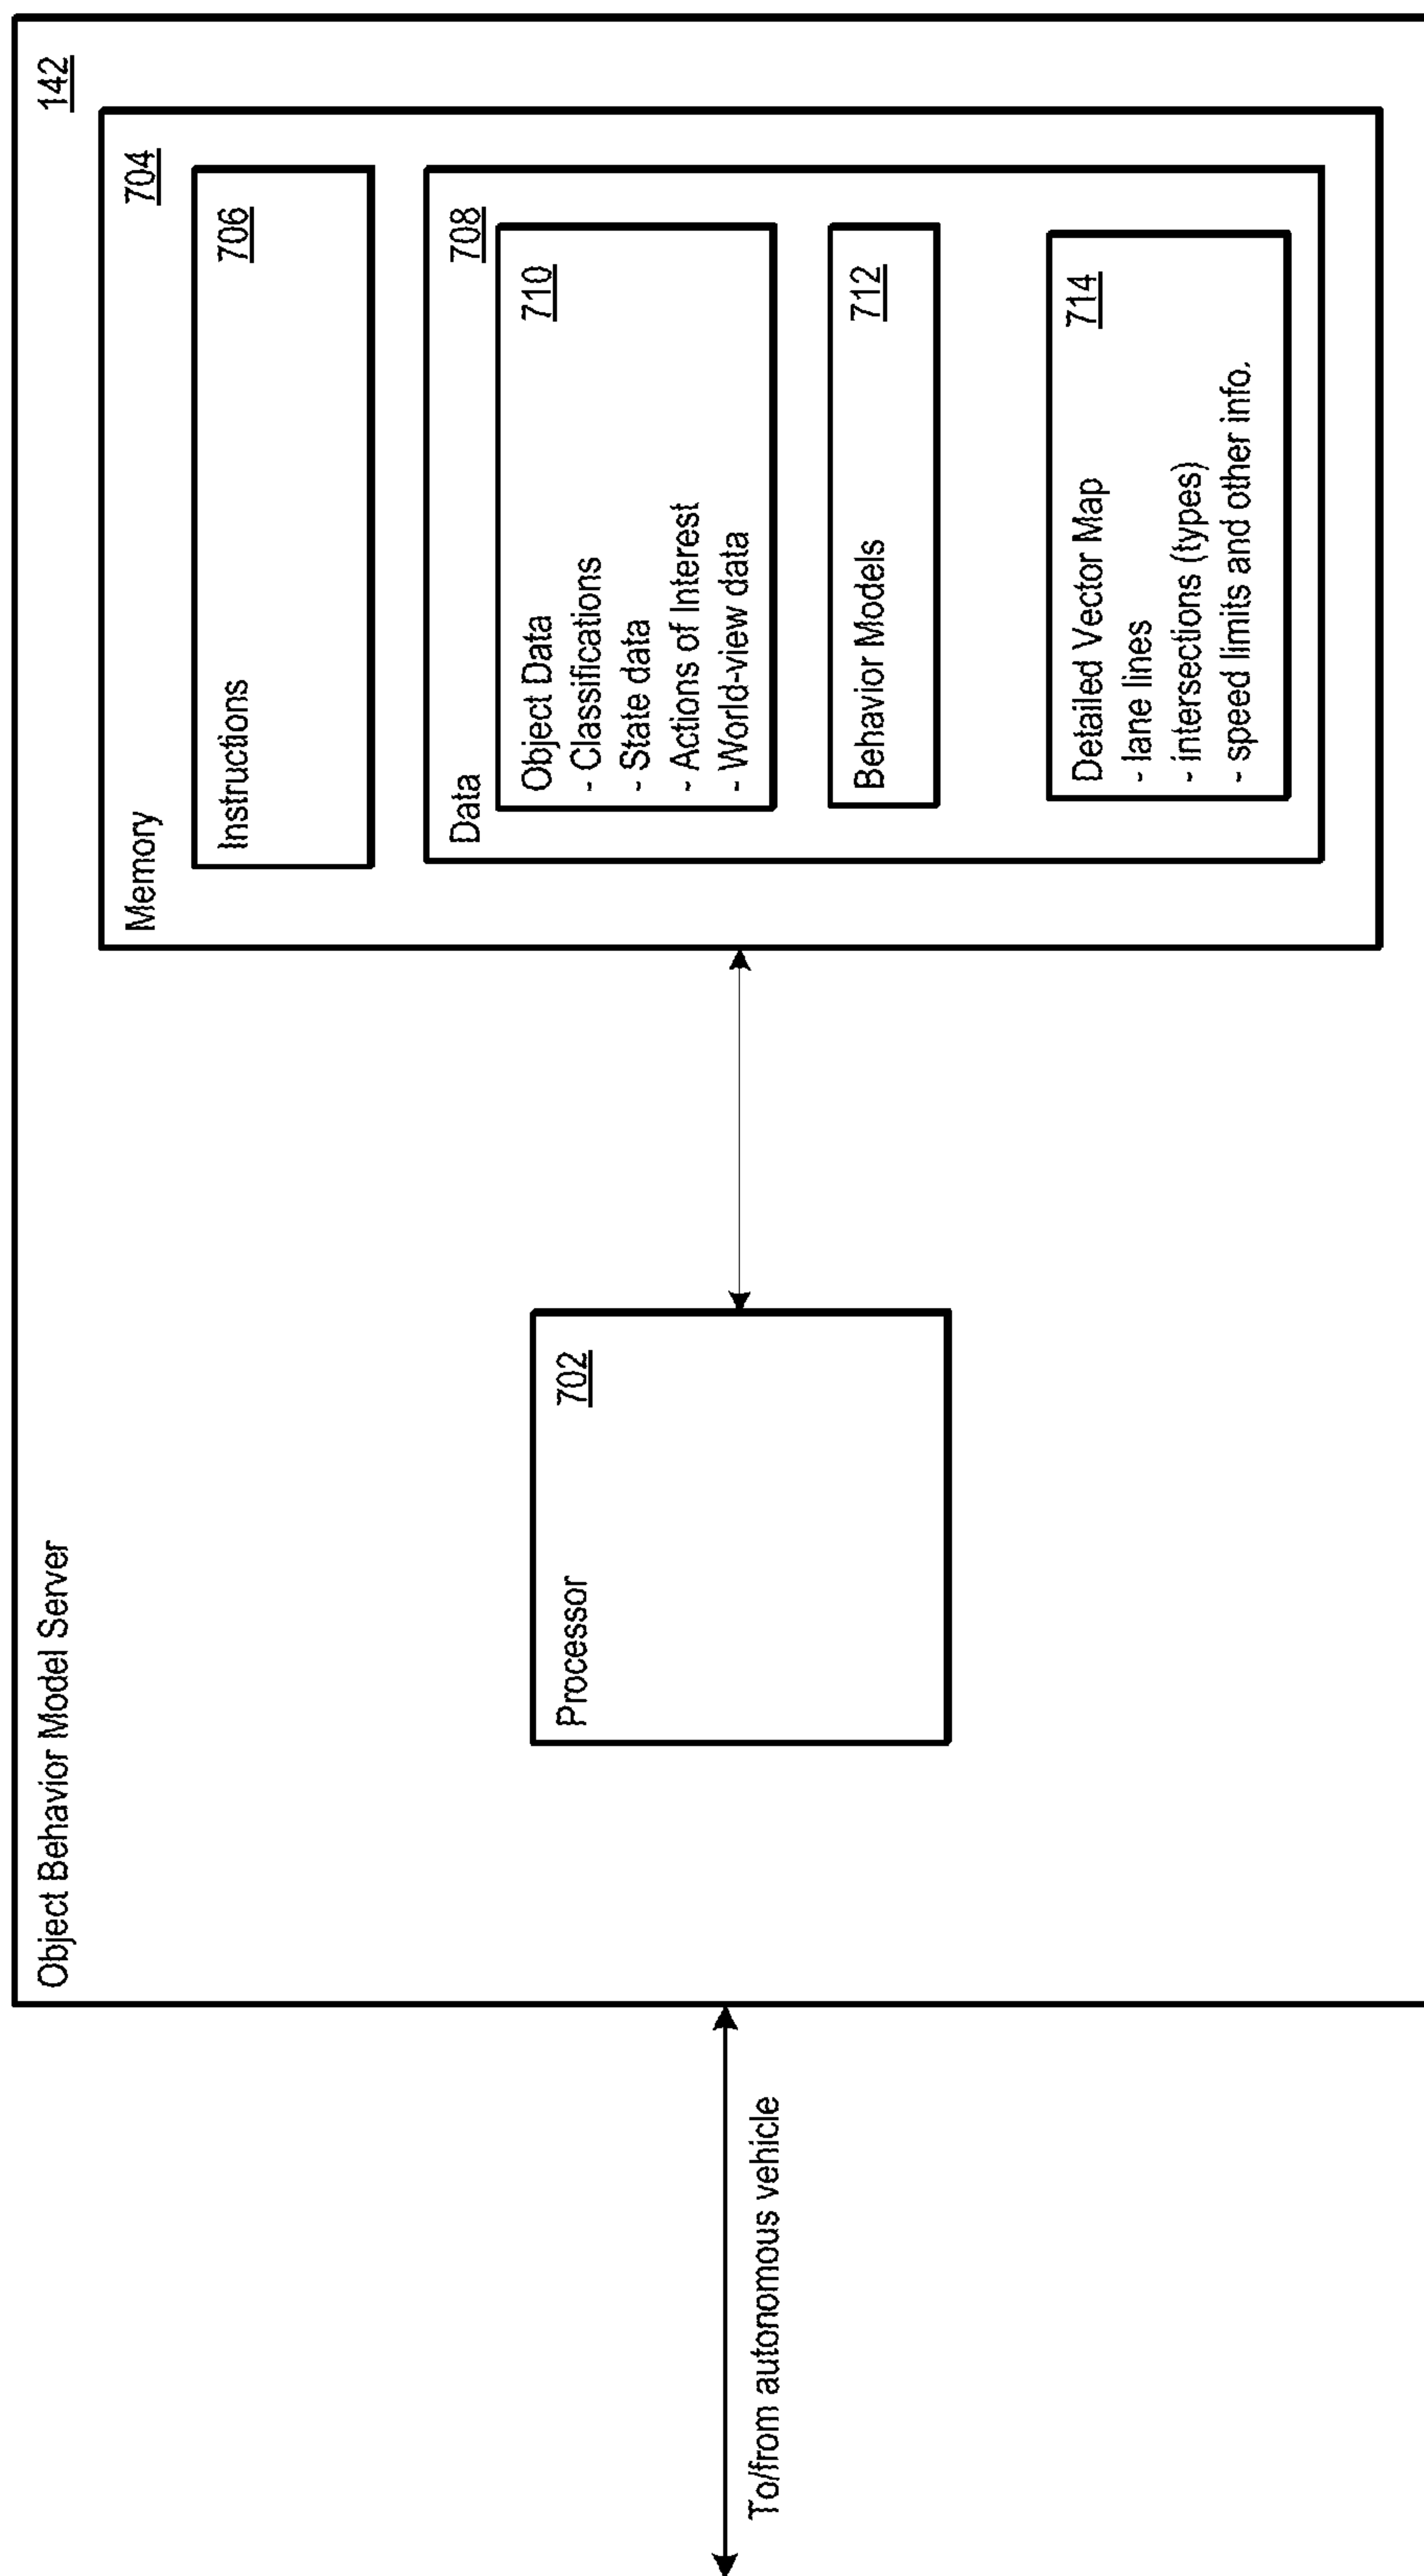 Object Behavior Model Server
142
Memory
704
Instructions
706
Data
708
Object Data
710
- Classifications
- State data
- Actions of Interest
- World-view data
Behavior Models
712
Detailed Vector Map
714
- lane lines
- intersections (types)
- speed limits and other info.
Processor
702
To/from autonomous vehicle